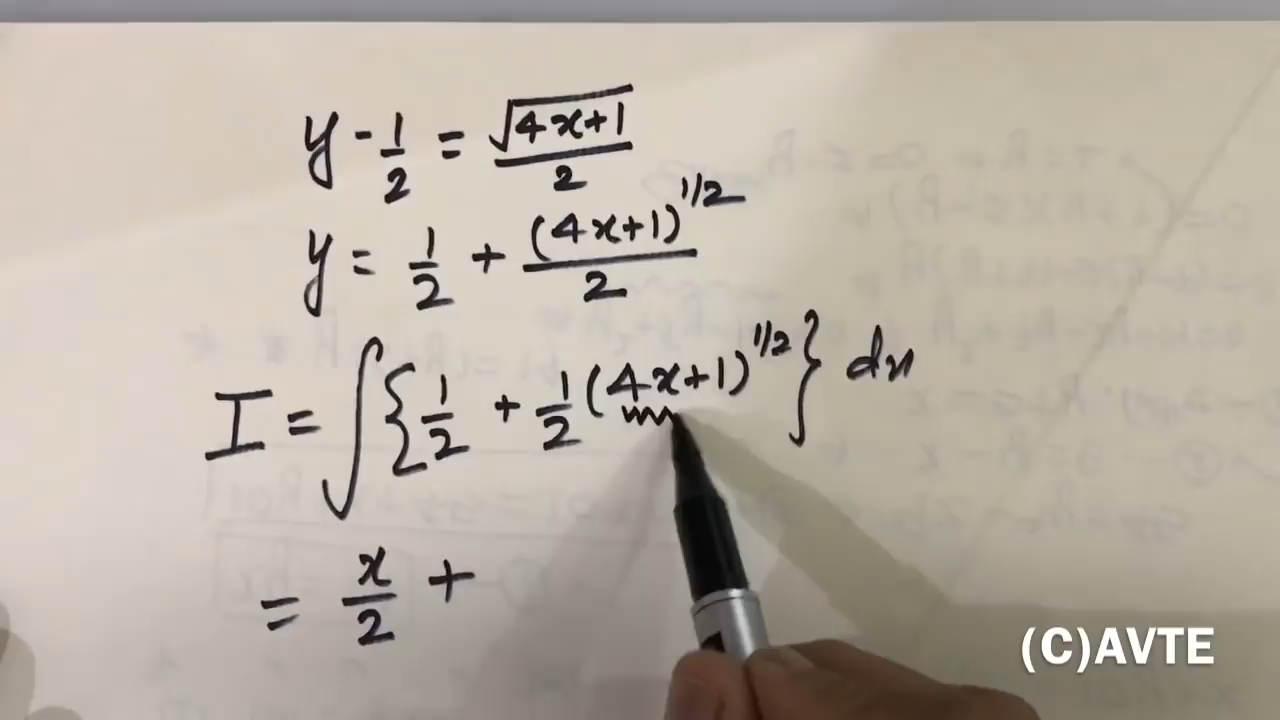 y - 1/2 = √(4x+1)/2
y = 1/2 + (4x+1)^1/2 / 2
I = ∫ { 1/2 + 1/2 (4x+1)^1/2 } dx
= x/2 +
(C)AVTE